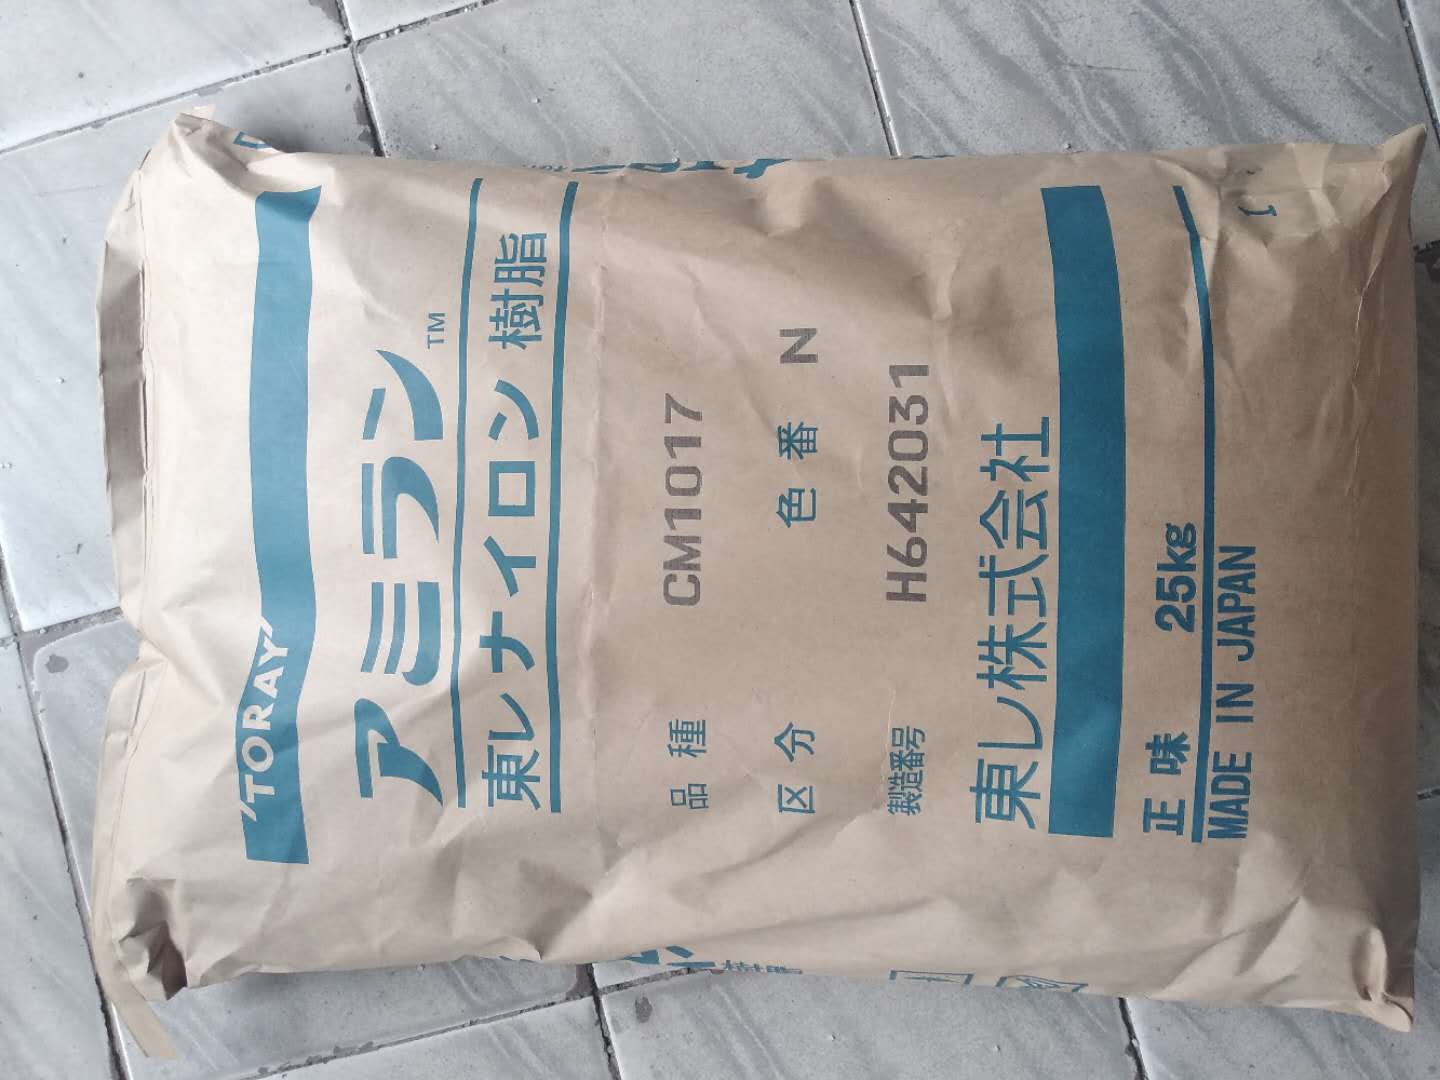 'TORAY'
アミラン™
東レナイロン樹脂
品種 CM1017
区分 色番 N
製造番号 H642031
東レ株式会社
正味 25kg
MADE IN JAPAN
樹脂